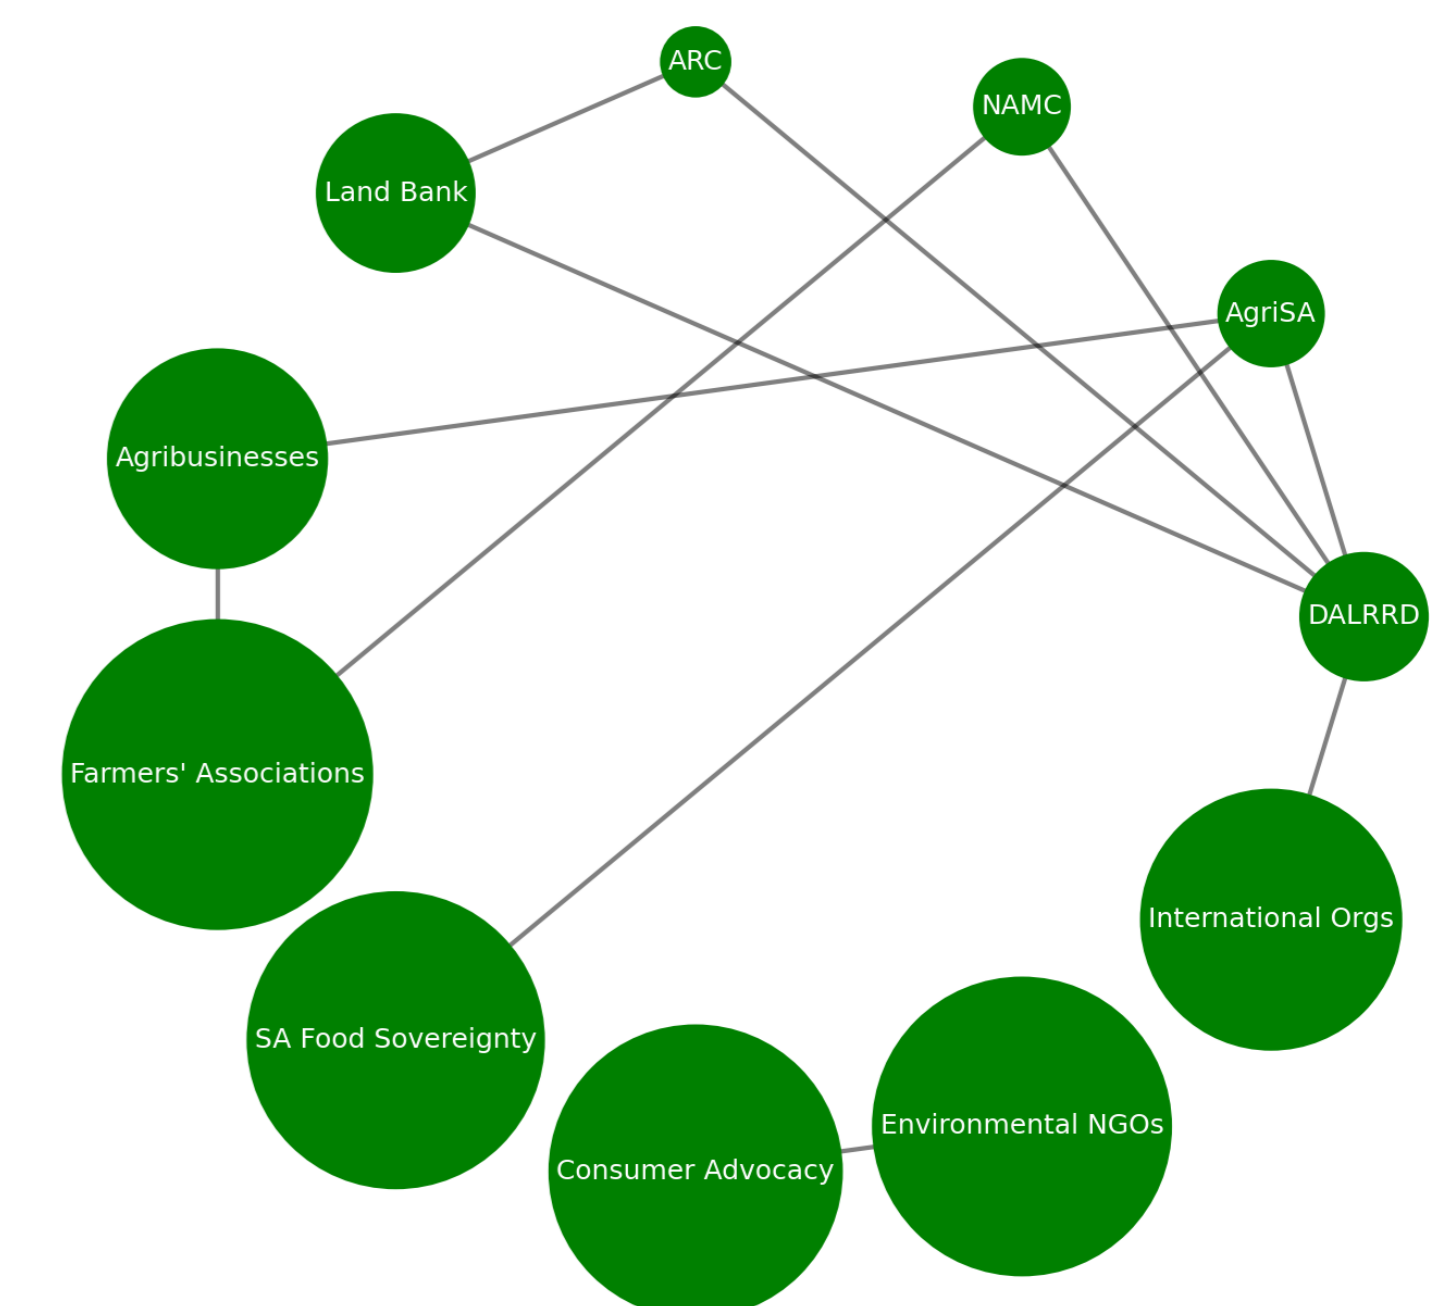 ARC
NAMC
Land Bank
AgriSA
Agribusinesses
DALRRD
Farmers' Associations
International Orgs
SA Food Sovereignty
Environmental NGOs
Consumer Advocacy